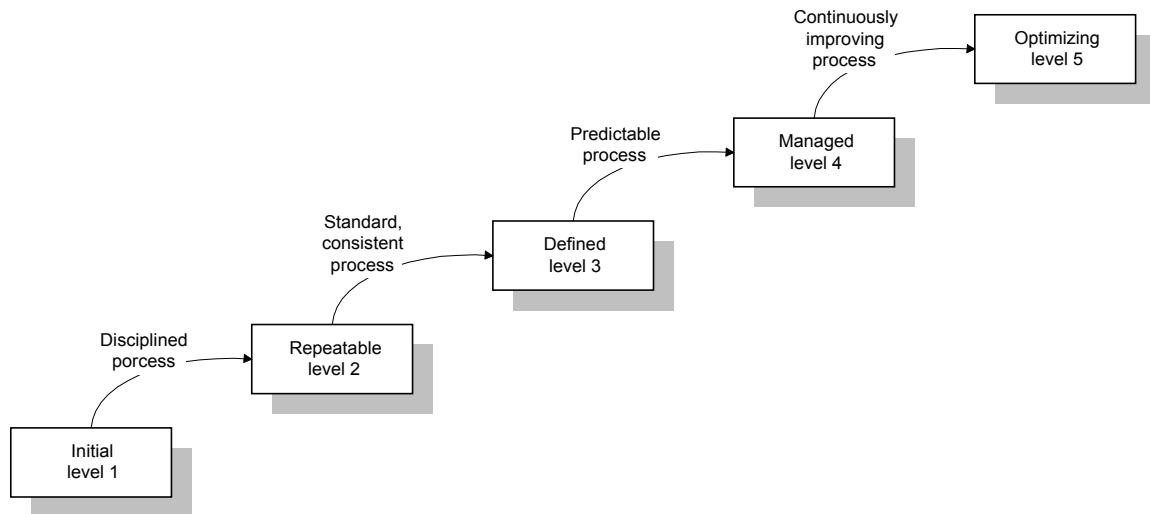 Continuously
improving
process
Optimizing
level 5
Predictable
process
Managed
level 4
Standard,
consistent
process
Defined
level 3
Disciplined
porcess
Repeatable
level 2
Initial
level 1